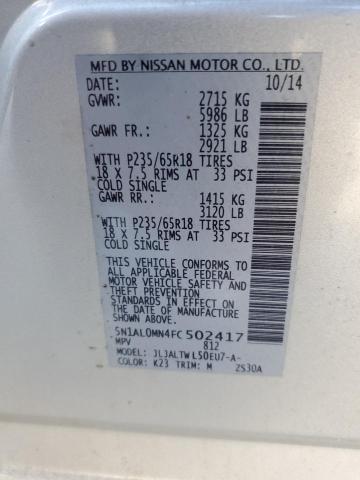 MFD BY NISSAN MOTOR CO., LTD.
DATE: 10/14
GVWR: 2715 KG
5986 LB
GAWR FR.: 1325 KG
2921 LB
WITH P235/65R18 TIRES
18 X 7.5 RIMS AT 33 PSI
COLD SINGLE
GAWR RR.: 1415 KG
3120 LB
WITH P235/65R18 TIRES
18 X 7.5 RIMS AT 33 PSI
COLD SINGLE
THIS VEHICLE CONFORMS TO
ALL APPLICABLE FEDERAL
MOTOR VEHICLE SAFETY AND
THEFT PREVENTION
STANDARDS IN EFFECT ON
THE DATE OF MANUFACTURE
SHOWN ABOVE.
5N1AL0MN4FC502417
MPV 812
MODEL: JL3ALTWL50EU7-A-
COLOR: K23 TRIM: M 2S30A